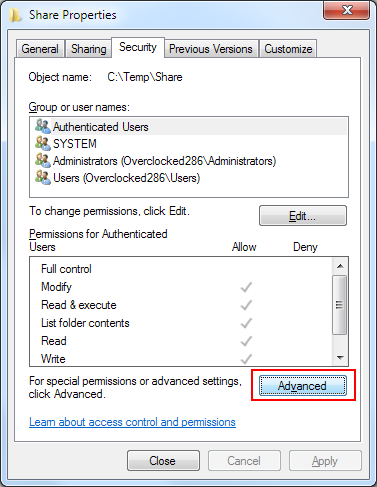 Share Properties
General Sharing Security Previous Versions Customize
Object name: C:\Temp\Share
Group or user names:
Authenticated Users
SYSTEM
Administrators (Overclocked286\Administrators)
Users (Overclocked286\Users)
To change permissions, click Edit.
Edit...
Permissions for Authenticated
Users Allow Deny
Full control
Modify
Read & execute
List folder contents
Read
Write
For special permissions or advanced settings,
click Advanced.
Advanced
Learn about access control and permissions
Close Cancel Apply